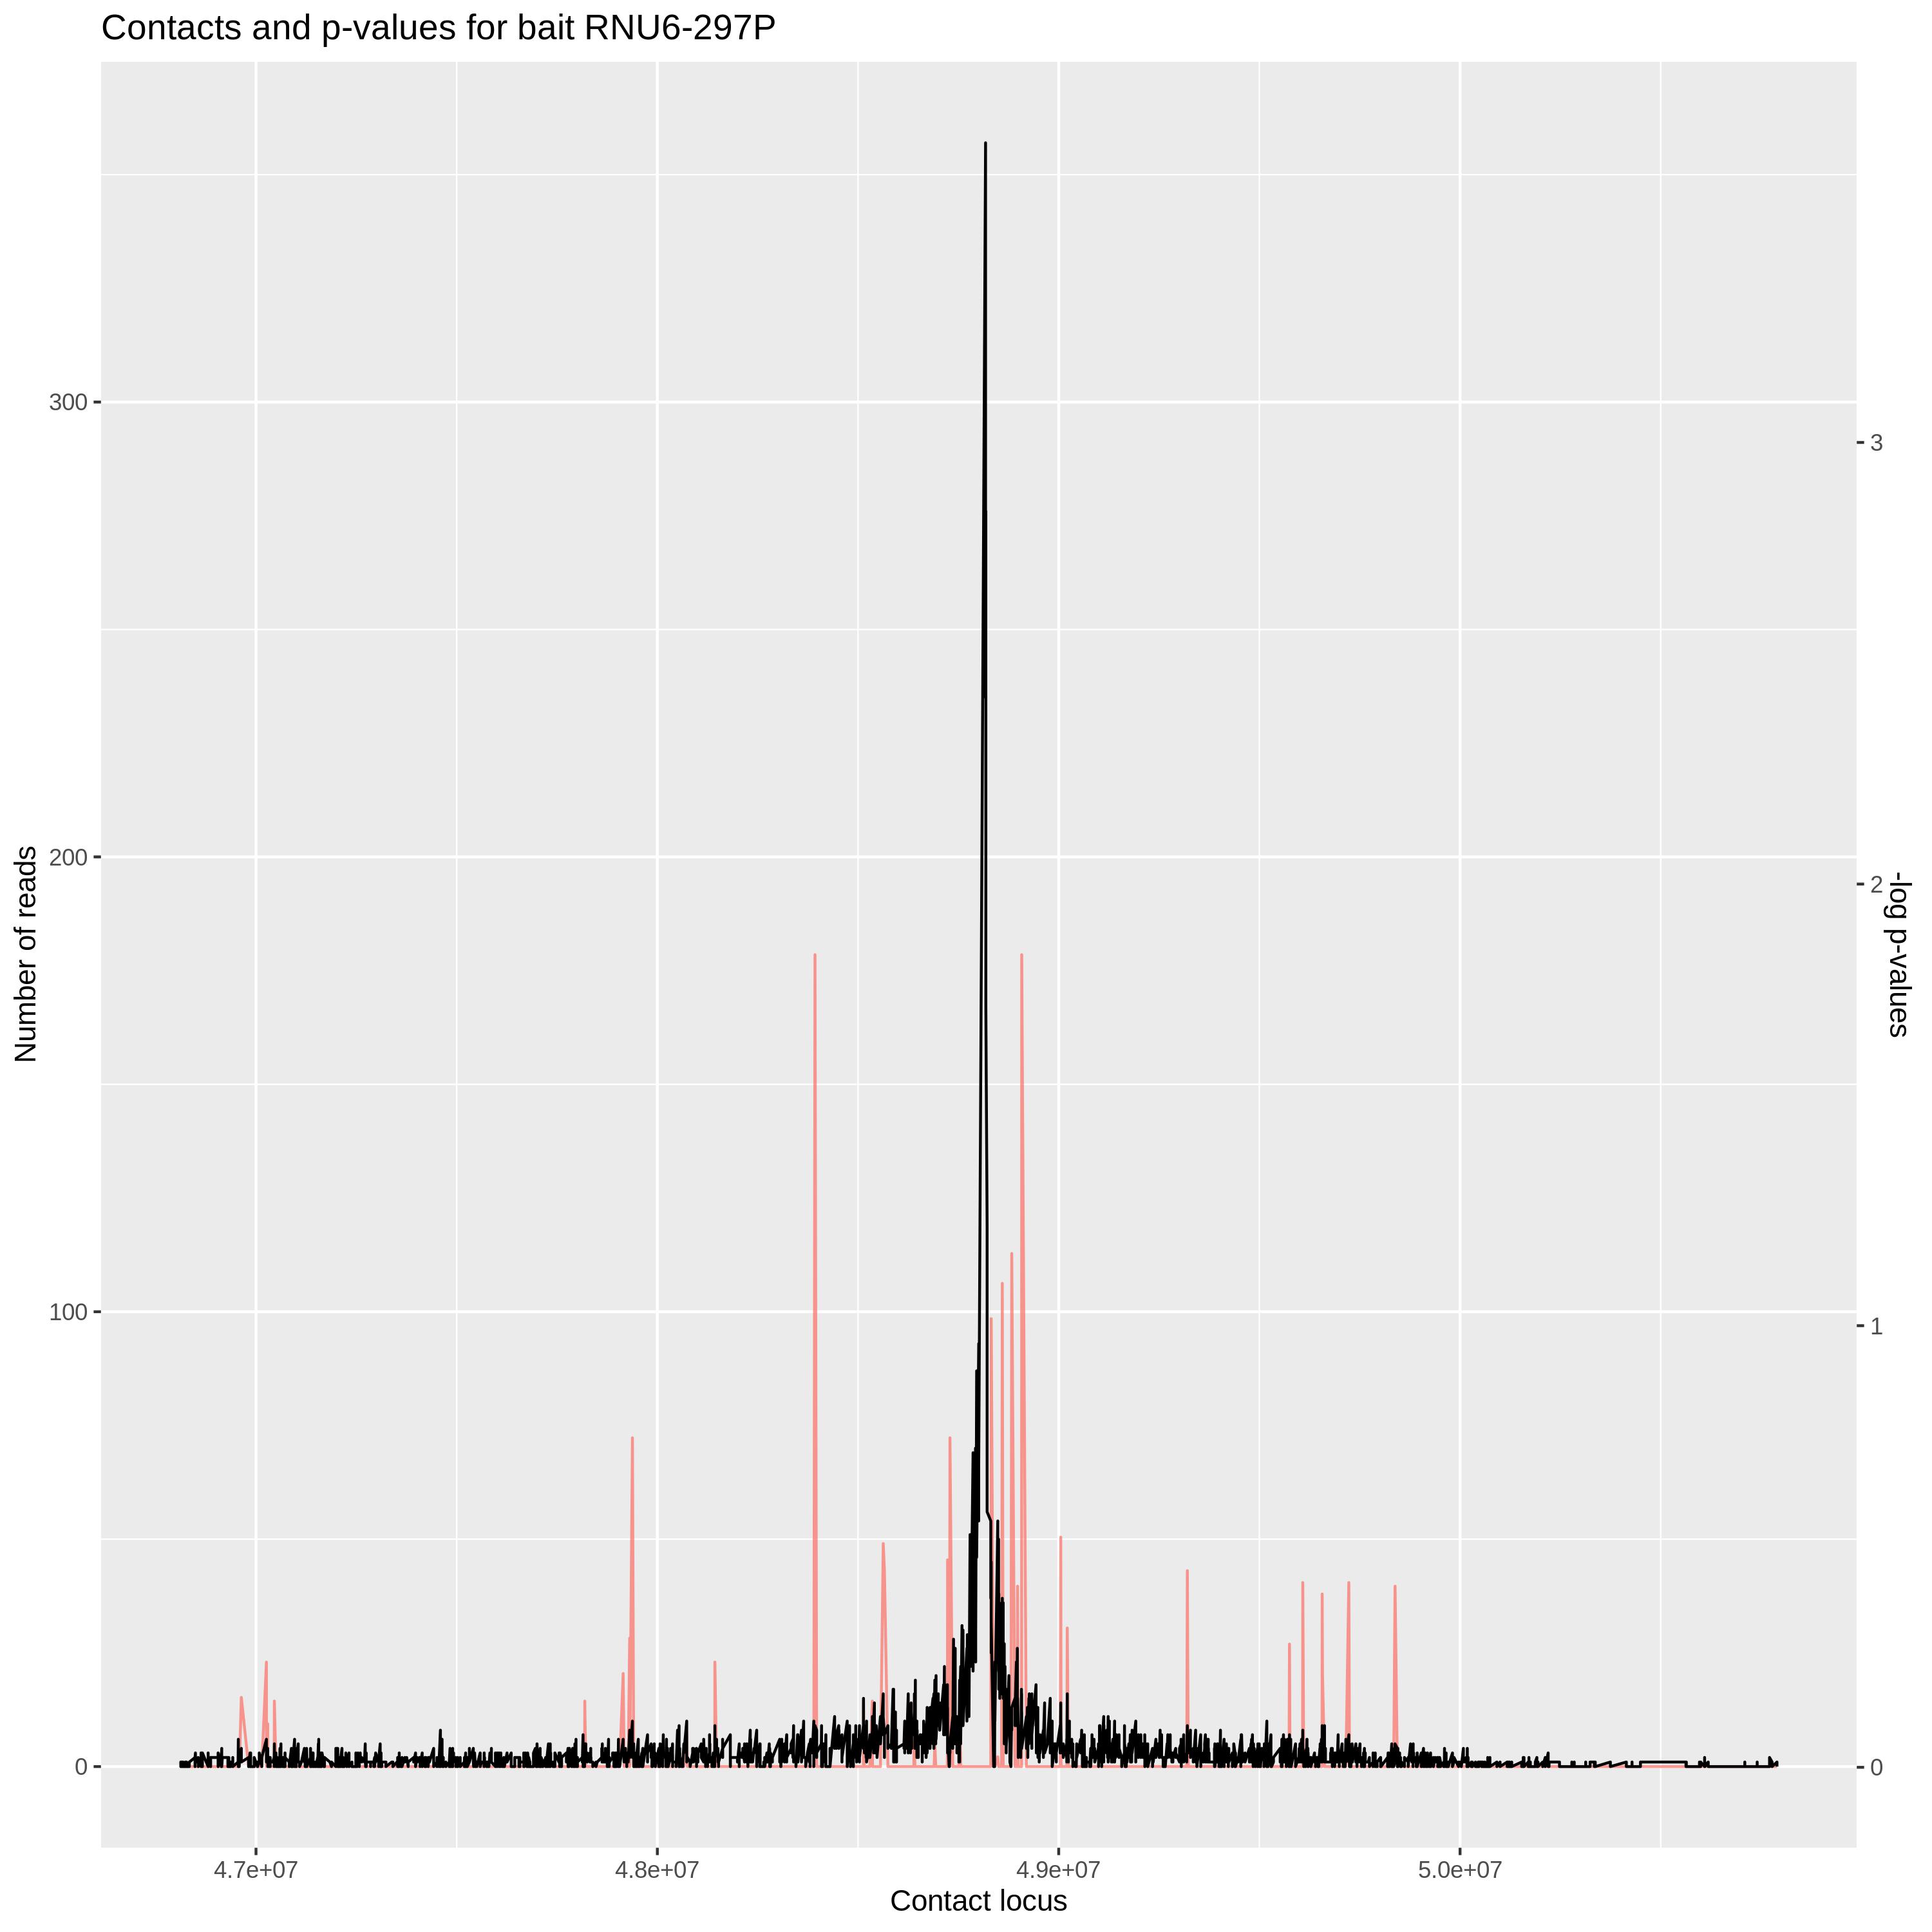 Contacts and p-values for bait RNU6-297P
300
200
100
0
3
2
1
0
Number of reads
-log p-values
4.7e+07 4.8e+07 4.9e+07 5.0e+07
Contact locus